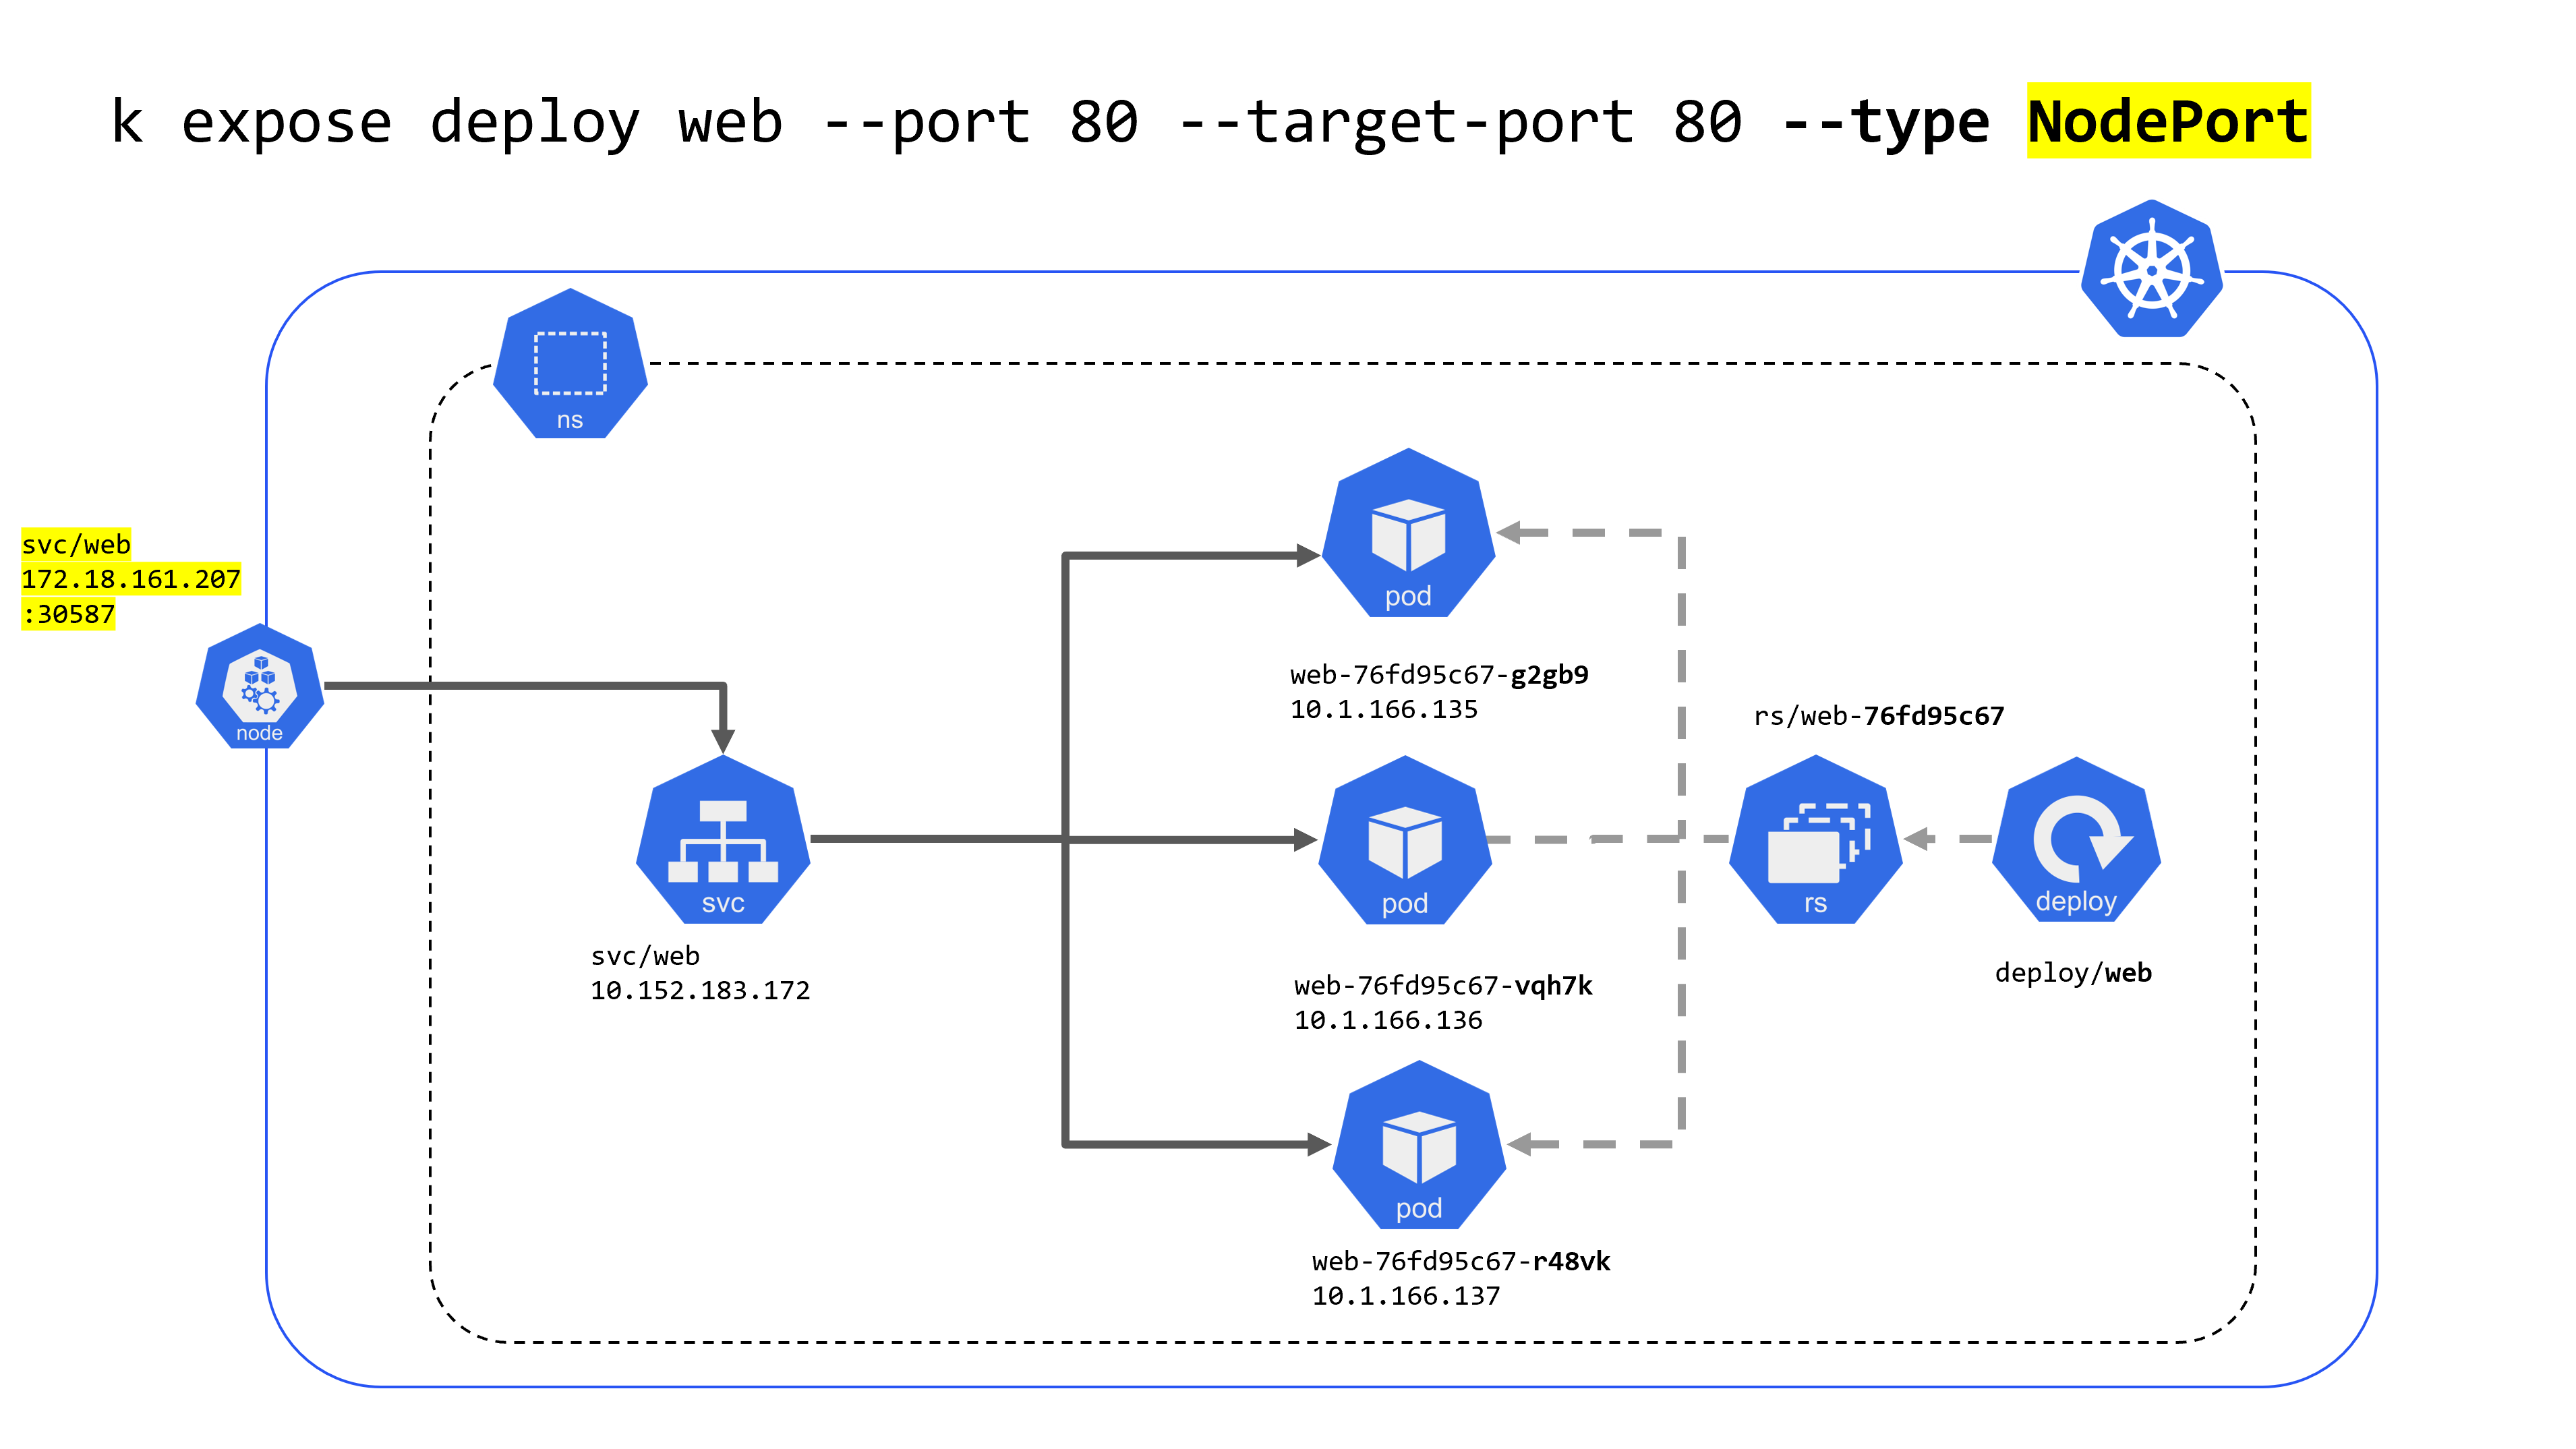 k expose deploy web --port 80 --target-port 80 --type NodePort
ns
svc/web
172.18.161.207
:30587
node
pod
web-76fd95c67-g2gb9
10.1.166.135
rs/web-76fd95c67
svc
svc/web
10.152.183.172
pod
web-76fd95c67-vqh7k
10.1.166.136
rs
deploy
deploy/web
pod
web-76fd95c67-r48vk
10.1.166.137